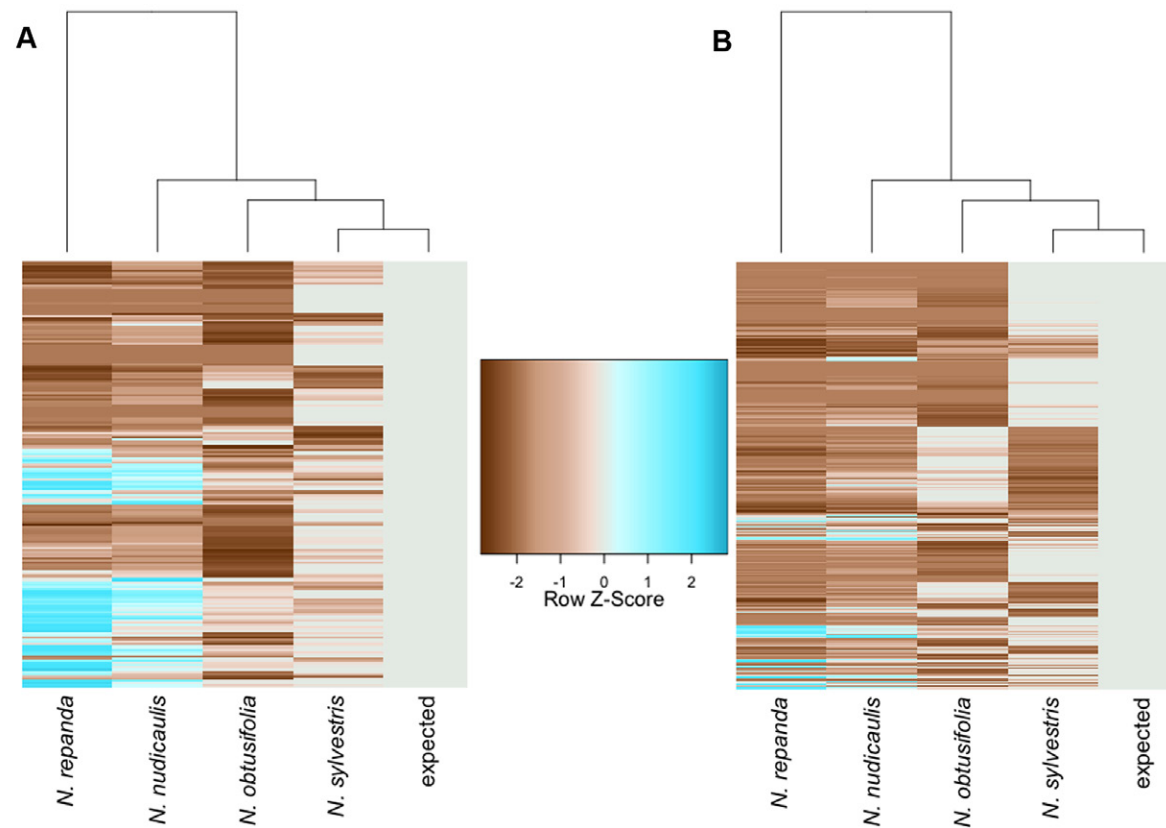 A
B
-2 -1 0 1 2
Row Z-Score
N. repanda
N. nudicaulis
N. obtusifolia
N. sylvestris
expected
N. repanda
N. nudicaulis
N. obtusifolia
N. sylvestris
expected